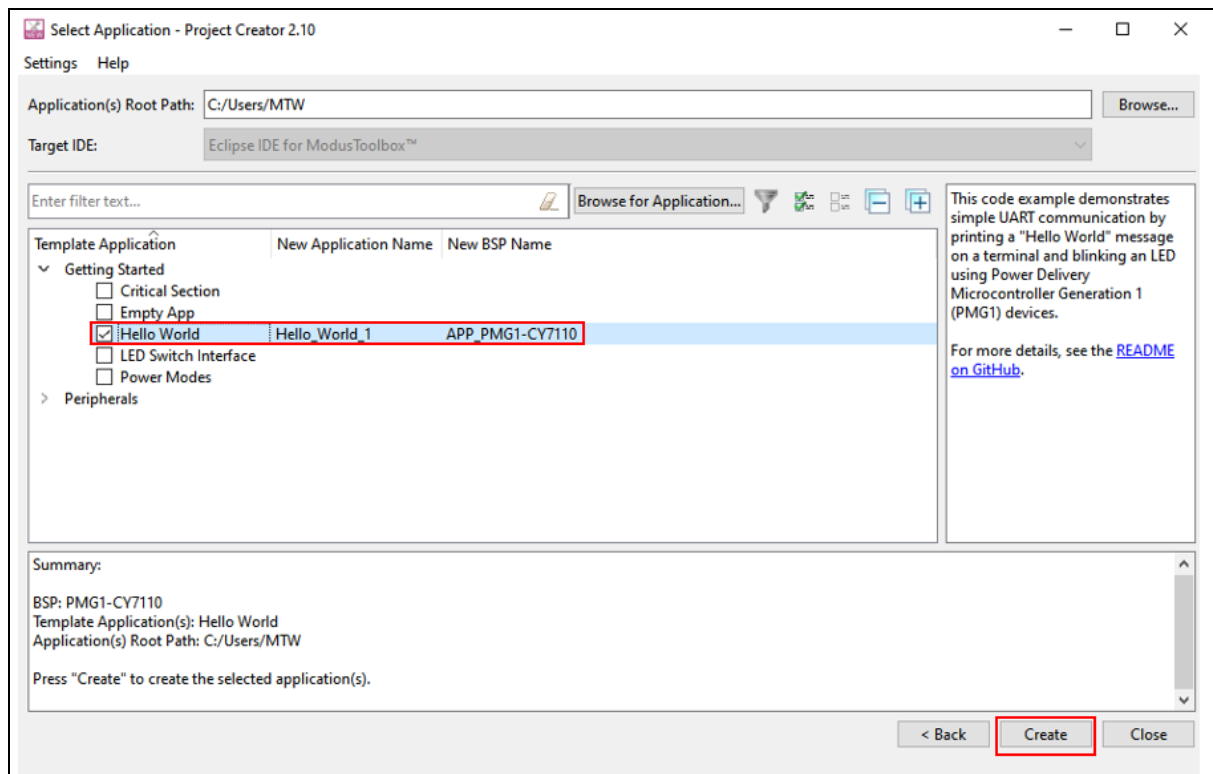 Select Application - Project Creator 2.10
Settings Help
Application(s) Root Path: C:/Users/MTW Browse...
Target IDE: Eclipse IDE for ModusToolbox™
Enter filter text... Browse for Application...
Template Application New Application Name New BSP Name
Getting Started
Critical Section
Empty App
Hello World Hello_World_1 APP_PMG1-CY7110
LED Switch Interface
Power Modes
Peripherals
This code example demonstrates
simple UART communication by
printing a "Hello World" message
on a terminal and blinking an LED
using Power Delivery
Microcontroller Generation 1
(PMG1) devices.
For more details, see the README
on GitHub.
Summary:
BSP: PMG1-CY7110
Template Application(s): Hello World
Application(s) Root Path: C:/Users/MTW
Press "Create" to create the selected application(s).
< Back Create Close